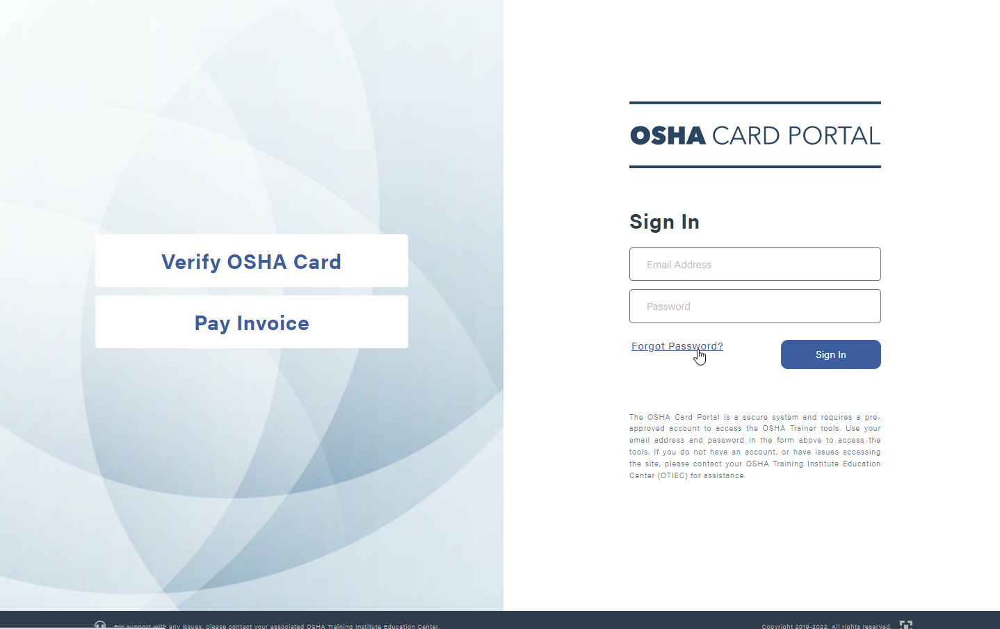 Verify OSHA Card
Pay Invoice
OSHA CARD PORTAL
Sign In
Email Address
Password
Forgot Password?
Sign In
The OSHA Card Portal is a secure system and requires a pre-
approved account to access the OSHA Trainer tools. Use your
email address and password in the form above to access the
tools. If you do not have an account, or have issues accessing
the site, please contact your OSHA Training Institute Education
Center (OTIEC) for assistance.
For support with any issues, please contact your associated OSHA Training Institute Education Center.
Copyright 2019-2022. All rights reserved.